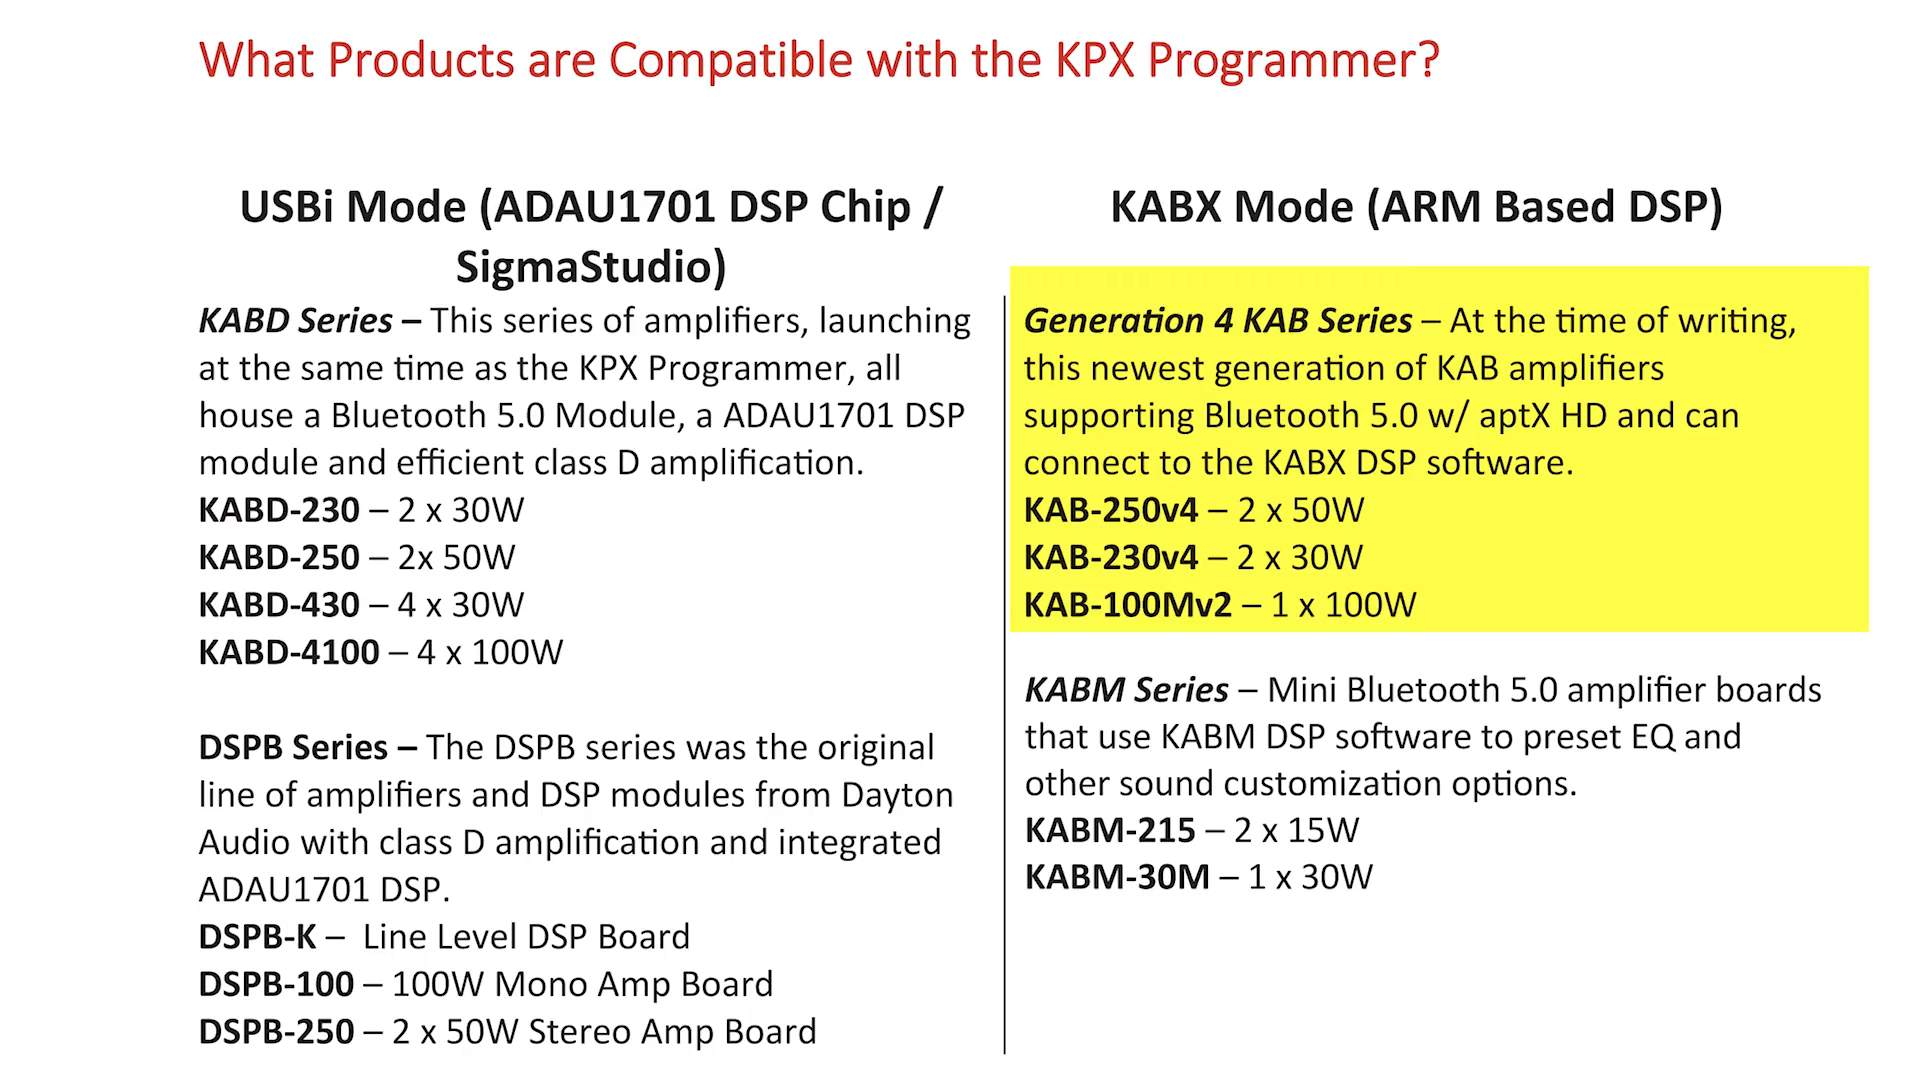 What Products are Compatible with the KPX Programmer?
USBi Mode (ADAU1701 DSP Chip /
SigmaStudio)
KABD Series – This series of amplifiers, launching
at the same time as the KPX Programmer, all
house a Bluetooth 5.0 Module, a ADAU1701 DSP
module and efficient class D amplification.
KABD-230 – 2 x 30W
KABD-250 – 2x 50W
KABD-430 – 4 x 30W
KABD-4100 – 4 x 100W
DSPB Series – The DSPB series was the original
line of amplifiers and DSP modules from Dayton
Audio with class D amplification and integrated
ADAU1701 DSP.
DSPB-K – Line Level DSP Board
DSPB-100 – 100W Mono Amp Board
DSPB-250 – 2 x 50W Stereo Amp Board
KABX Mode (ARM Based DSP)
Generation 4 KAB Series – At the time of writing,
this newest generation of KAB amplifiers
supporting Bluetooth 5.0 w/ aptX HD and can
connect to the KABX DSP software.
KAB-250v4 – 2 x 50W
KAB-230v4 – 2 x 30W
KAB-100Mv2 – 1 x 100W
KABM Series – Mini Bluetooth 5.0 amplifier boards
that use KABM DSP software to preset EQ and
other sound customization options.
KABM-215 – 2 x 15W
KABM-30M – 1 x 30W